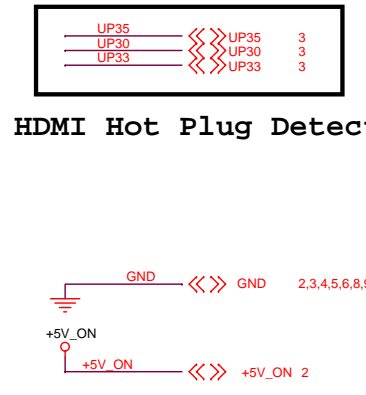 UP35 UP35 3
UP30 UP30 3
UP33 UP33 3
HDMI Hot Plug Detect
GND GND 2,3,4,5,6,8,9
+5V_ON
+5V_ON +5V_ON 2